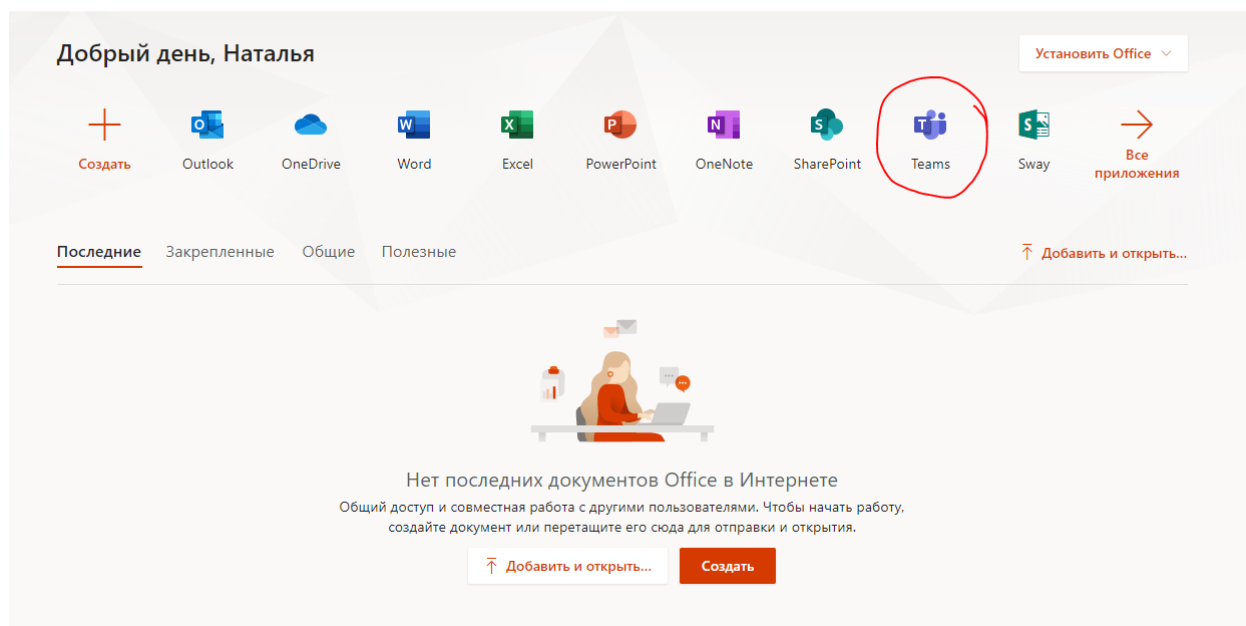 Добрый день, Наталья
Установить Office
Создать
Outlook
OneDrive
Word
Excel
PowerPoint
OneNote
SharePoint
Teams
Sway
Все
приложения
Последние Закрепленные Общие Полезные
Добавить и открыть...
Нет последних документов Office в Интернете
Общий доступ и совместная работа с другими пользователями. Чтобы начать работу,
создайте документ или перетащите его сюда для отправки и открытия.
Добавить и открыть...
Создать